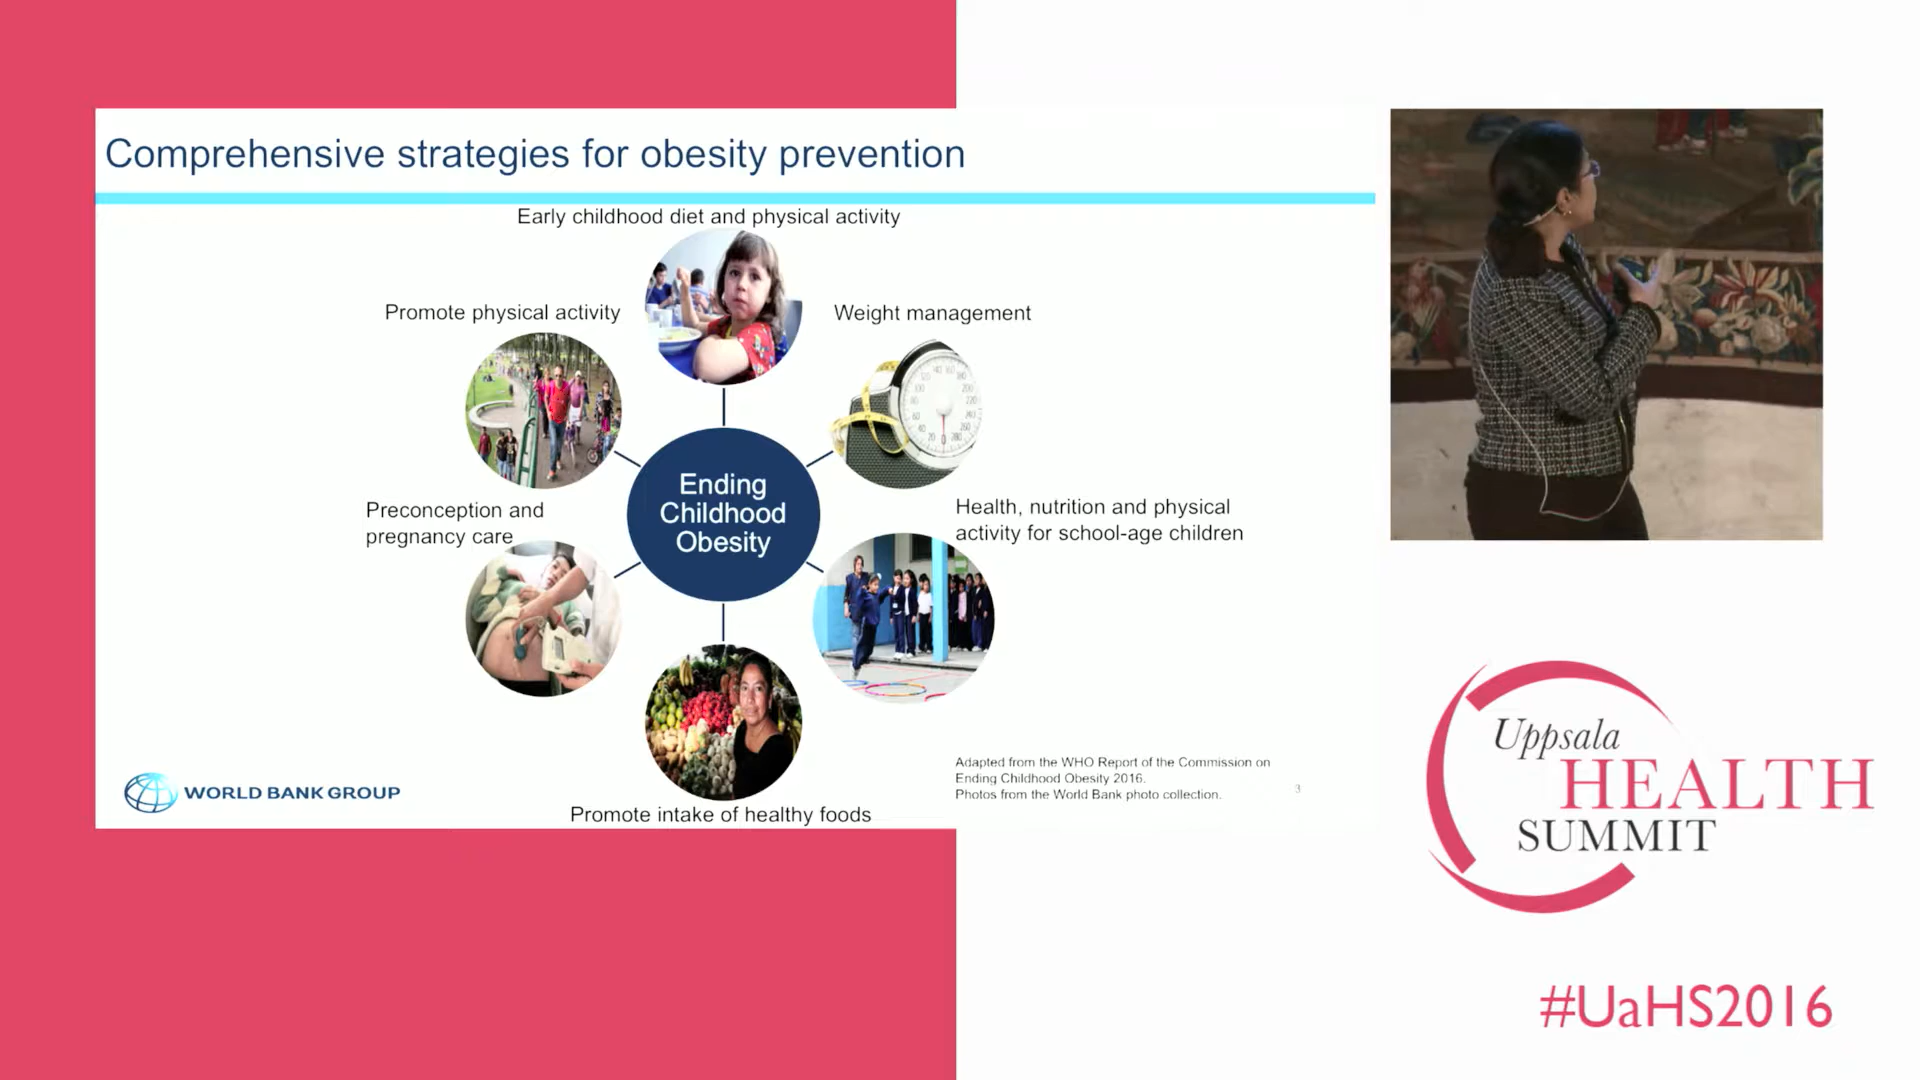 Comprehensive strategies for obesity prevention
Early childhood diet and physical activity
Promote physical activity
Weight management
Ending
Childhood
Obesity
Preconception and
pregnancy care
Health, nutrition and physical
activity for school-age children
Promote intake of healthy foods
Adapted from the WHO Report of the Commission on
Ending Childhood Obesity 2016.
Photos from the World Bank photo collection.
3
WORLD BANK GROUP
Uppsala
HEALTH
SUMMIT
#UaHS2016